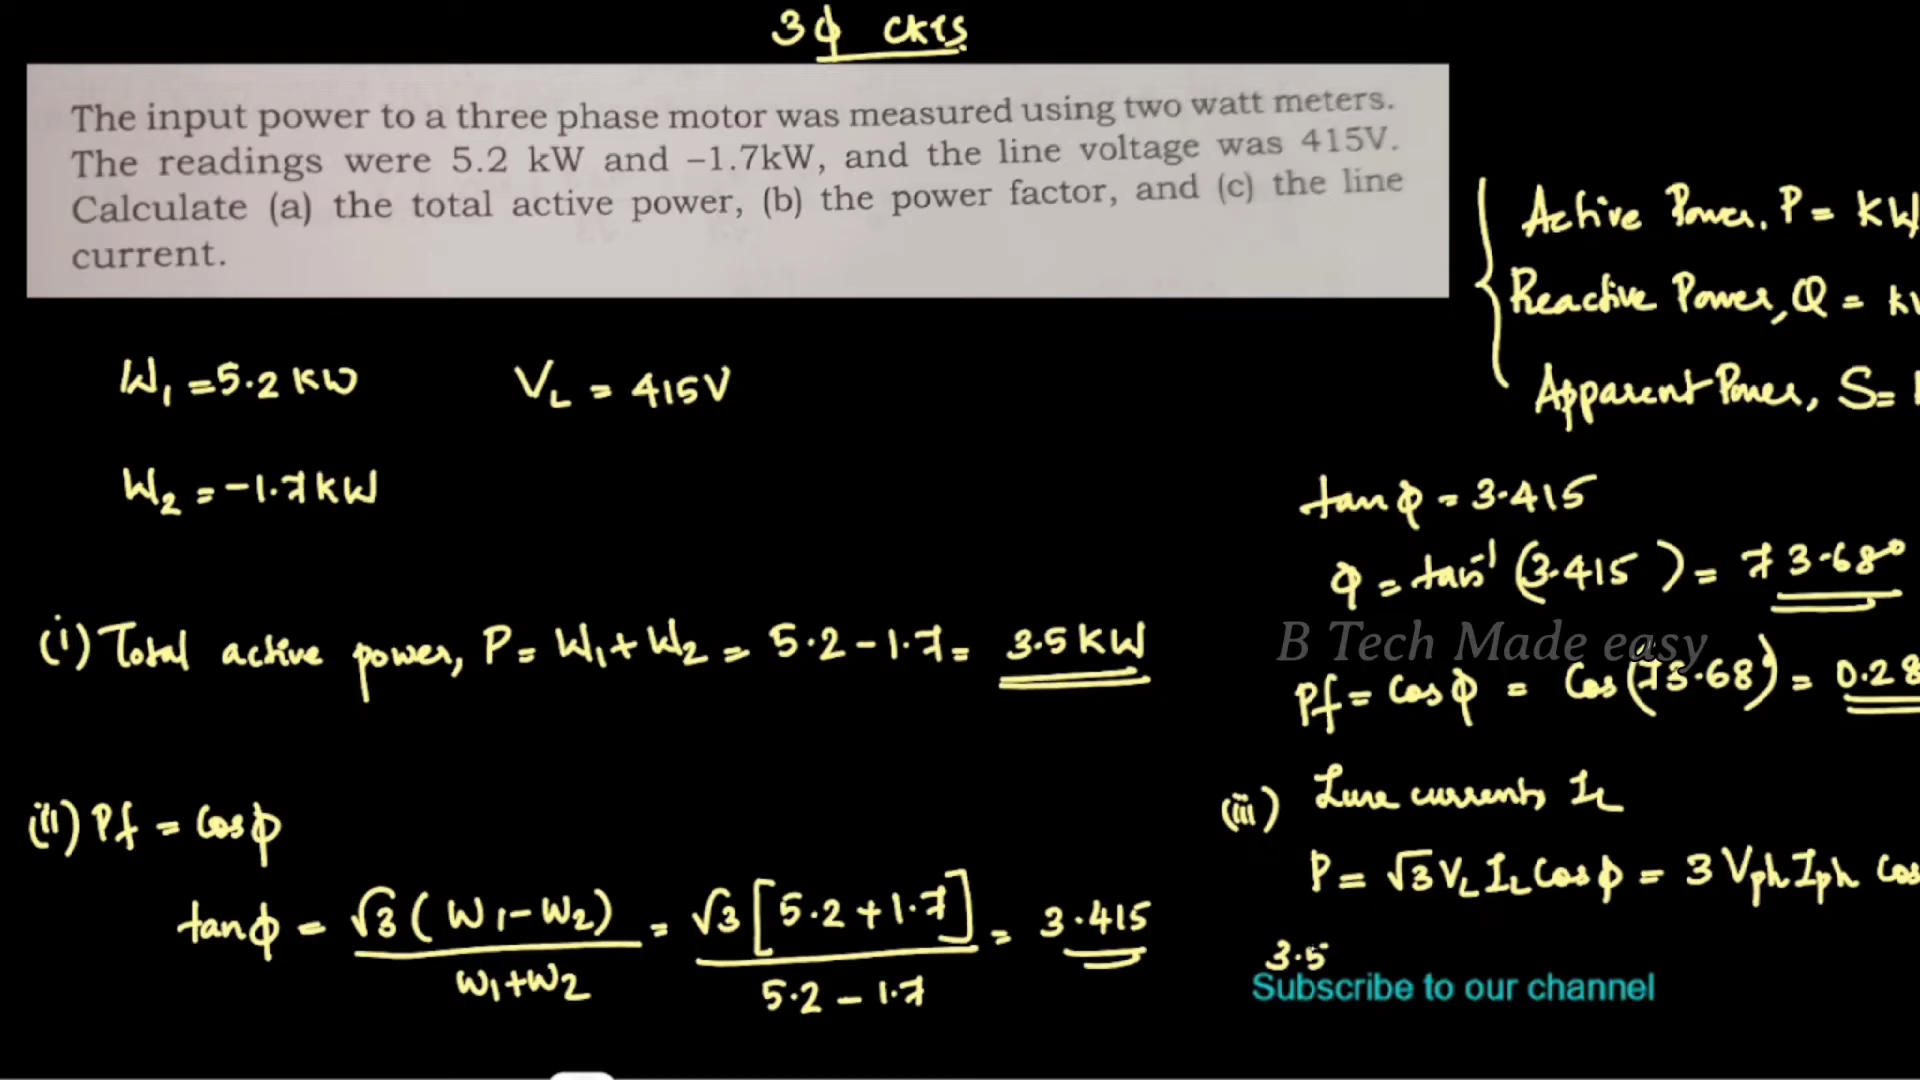 3ϕ CKTS
The input power to a three phase motor was measured using two watt meters.
The readings were 5.2 kW and –1.7kW, and the line voltage was 415V.
Calculate (a) the total active power, (b) the power factor, and (c) the line
current.
Active Power, P = KW
Reactive Power, Q =
Apparent Power, S =
W₁ = 5.2 KW
V_L = 415V
W₂ = -1.7 KW
(i) Total active power, P = W₁ + W₂ = 5.2 - 1.7 = 3.5 KW
(ii) Pf = Cos ϕ
tan ϕ = √3 (W₁ - W₂) / W₁ + W₂ = √3 [5.2 + 1.7] / 5.2 - 1.7 = 3.415
tan ϕ = 3.415
ϕ = tan⁻¹ (3.415) = 73.68°
B Tech Made easy
Pf = Cos ϕ = Cos (73.68) = 0.28
(iii) Line current, I_L
P = √3 V_L I_L Cos ϕ = 3 Vph Iph Cos
3.5
Subscribe to our channel